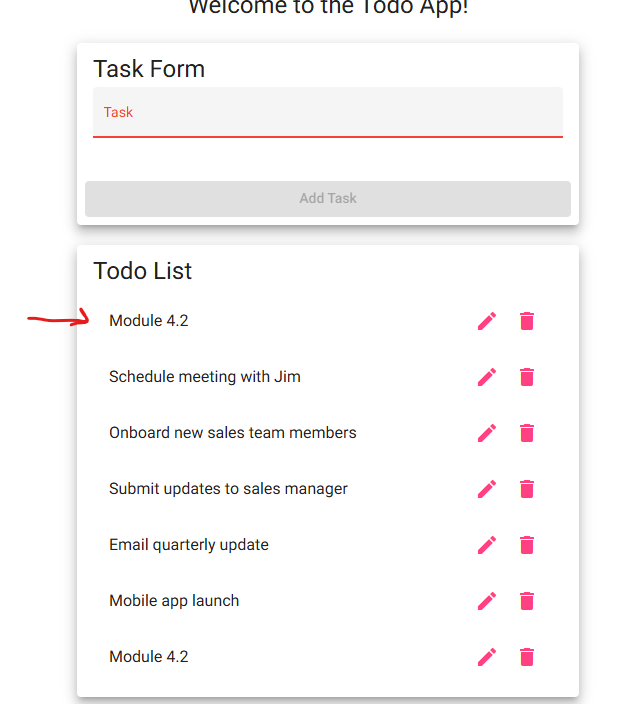 Welcome to the Todo App!
Task Form
Task
Add Task
Todo List
Module 4.2
Schedule meeting with Jim
Onboard new sales team members
Submit updates to sales manager
Email quarterly update
Mobile app launch
Module 4.2